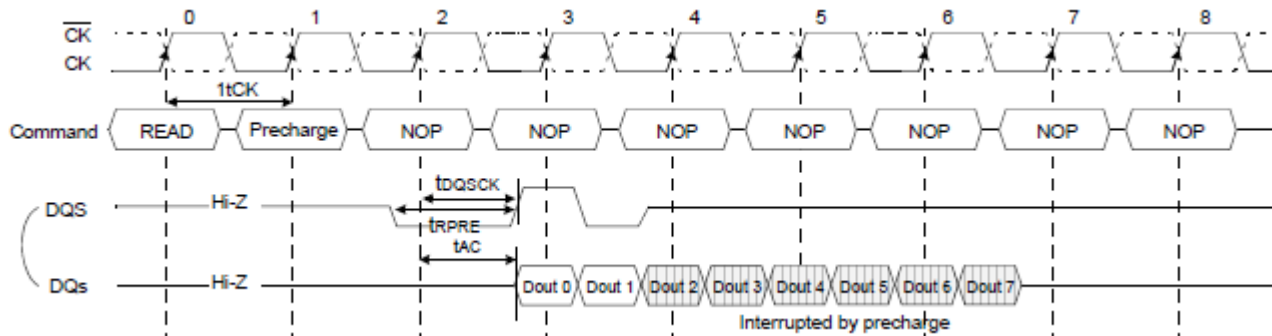 0 1 2 3 4 5 6 7 8
CK
CK
1tCK
Command READ Precharge NOP NOP NOP NOP NOP NOP NOP
tDQSCK
DQS Hi-Z
tRPRE
tAC
DQs Hi-Z Dout 0 Dout 1 Dout 2 Dout 3 Dout 4 Dout 5 Dout 6 Dout 7
Interrupted by precharge